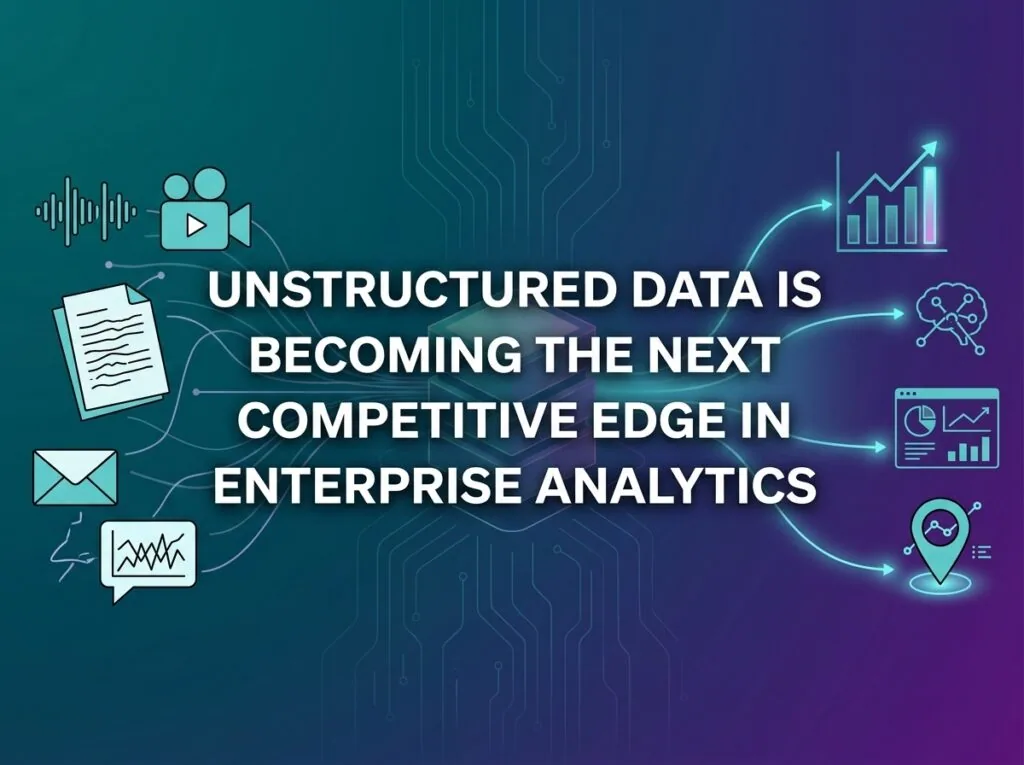 UNSTRUCTURED DATA IS
BECOMING THE NEXT
COMPETITIVE EDGE IN
ENTERPRISE ANALYTICS